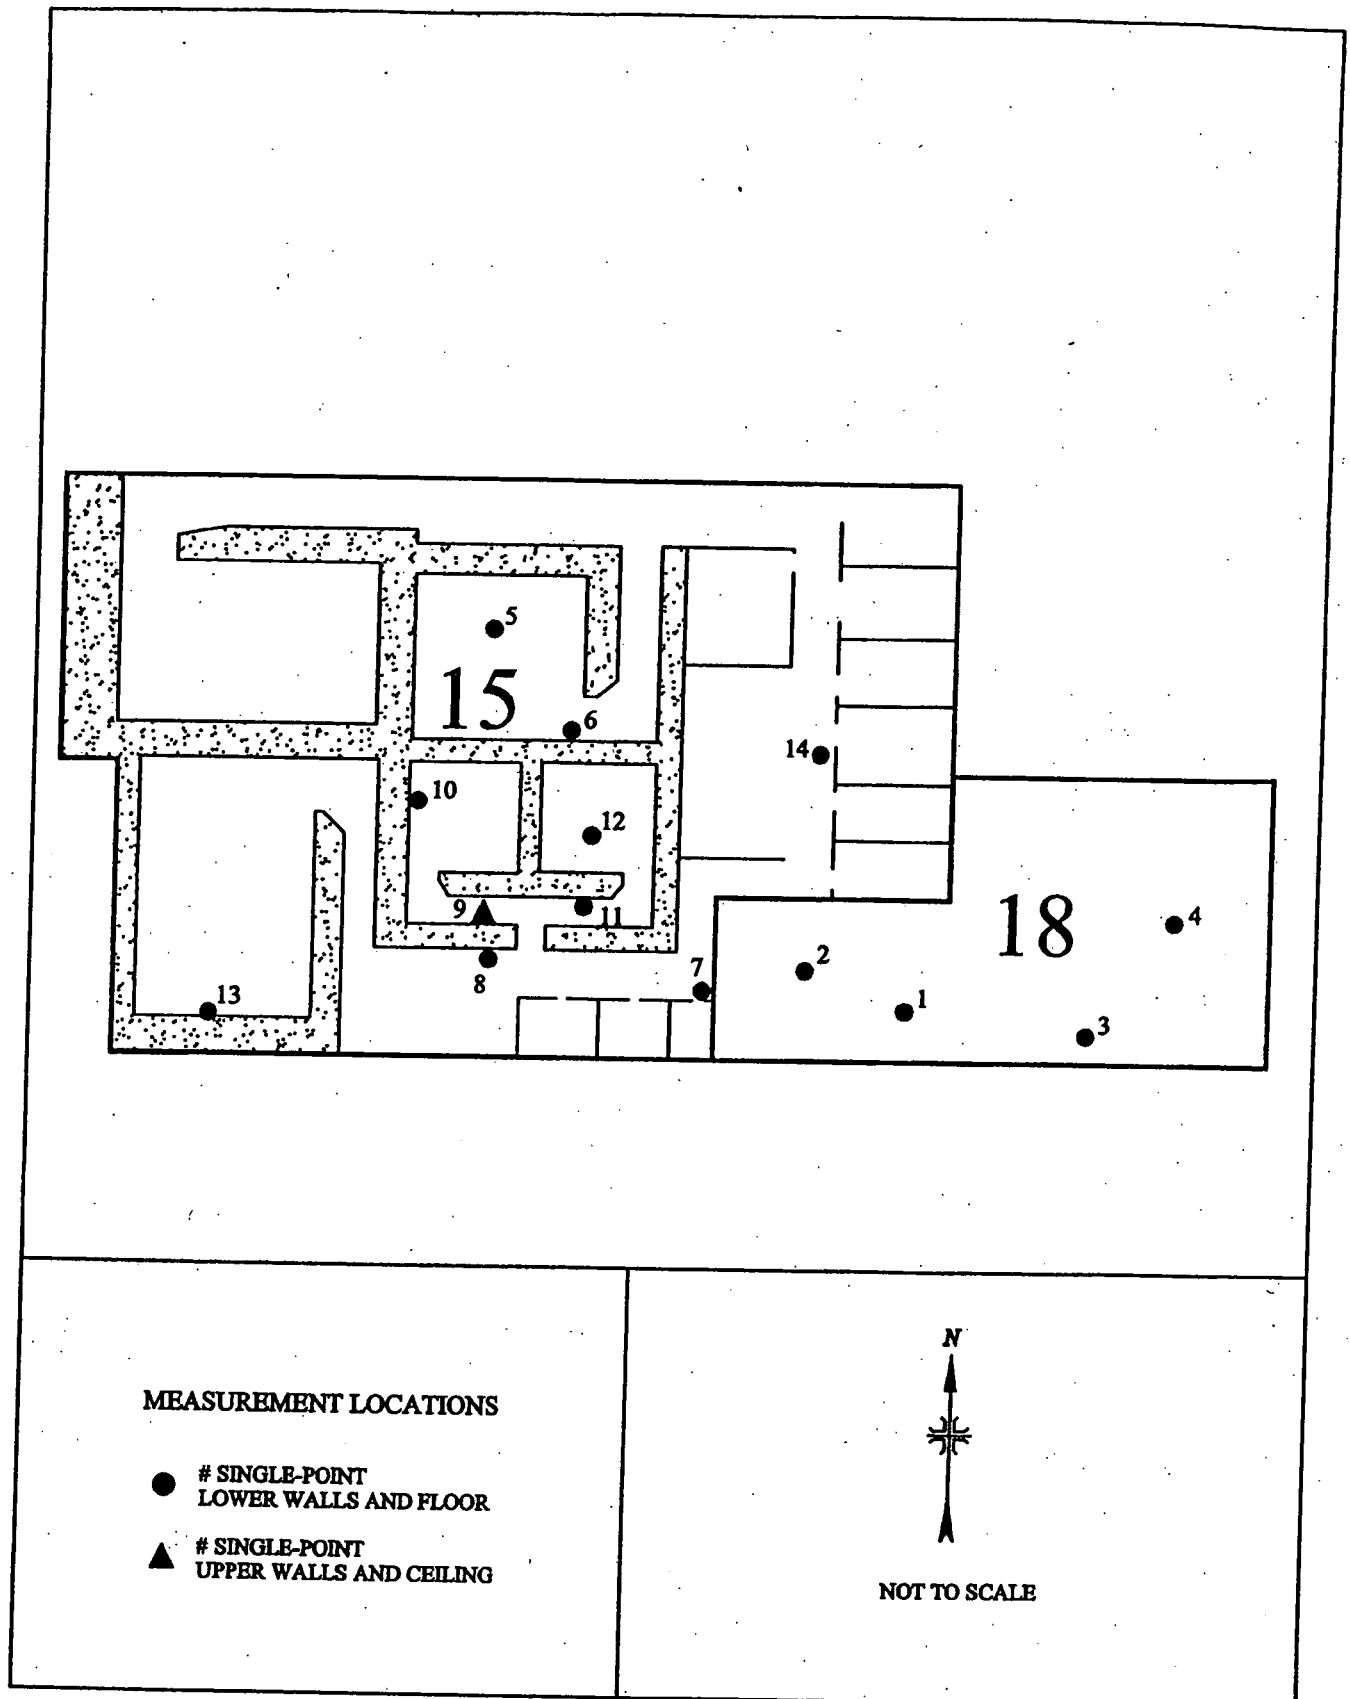 5
15
6
14
10
12
9
11
18
4
2
7
8
1
13
3
N
MEASUREMENT LOCATIONS
# SINGLE-POINT
LOWER WALLS AND FLOOR
# SINGLE-POINT
UPPER WALLS AND CEILING
NOT TO SCALE